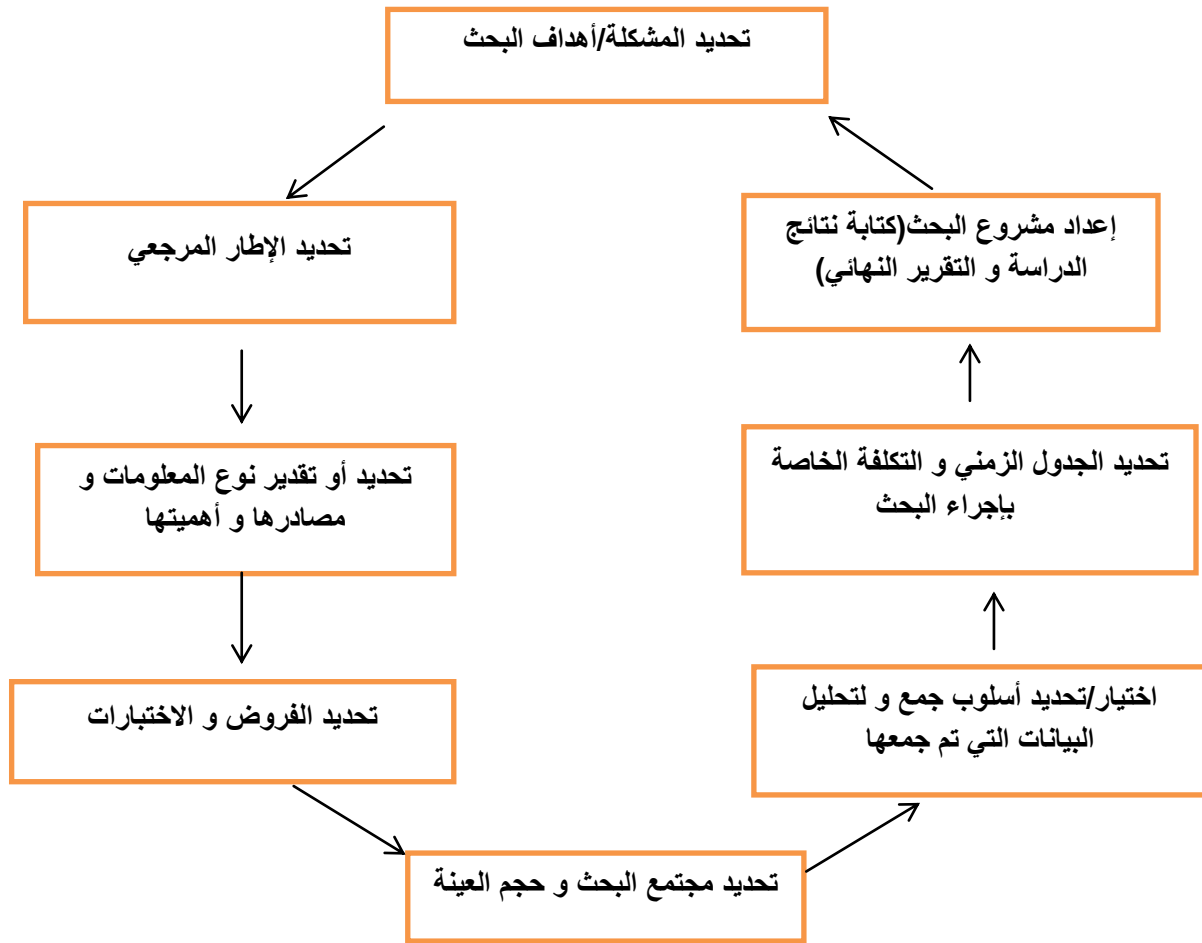 تحديد المشكلة/أهداف البحث
تحديد الإطار المرجعي
تحديد أو تقدير نوع المعلومات و
مصادرها و أهميتها
تحديد الفروض و الاختبارات
تحديد مجتمع البحث و حجم العينة
اختيار/تحديد أسلوب جمع و لتحليل
البيانات التي تم جمعها
تحديد الجدول الزمني و التكلفة الخاصة
بإجراء البحث
إعداد مشروع البحث(كتابة نتائج
الدراسة و التقرير النهائي)